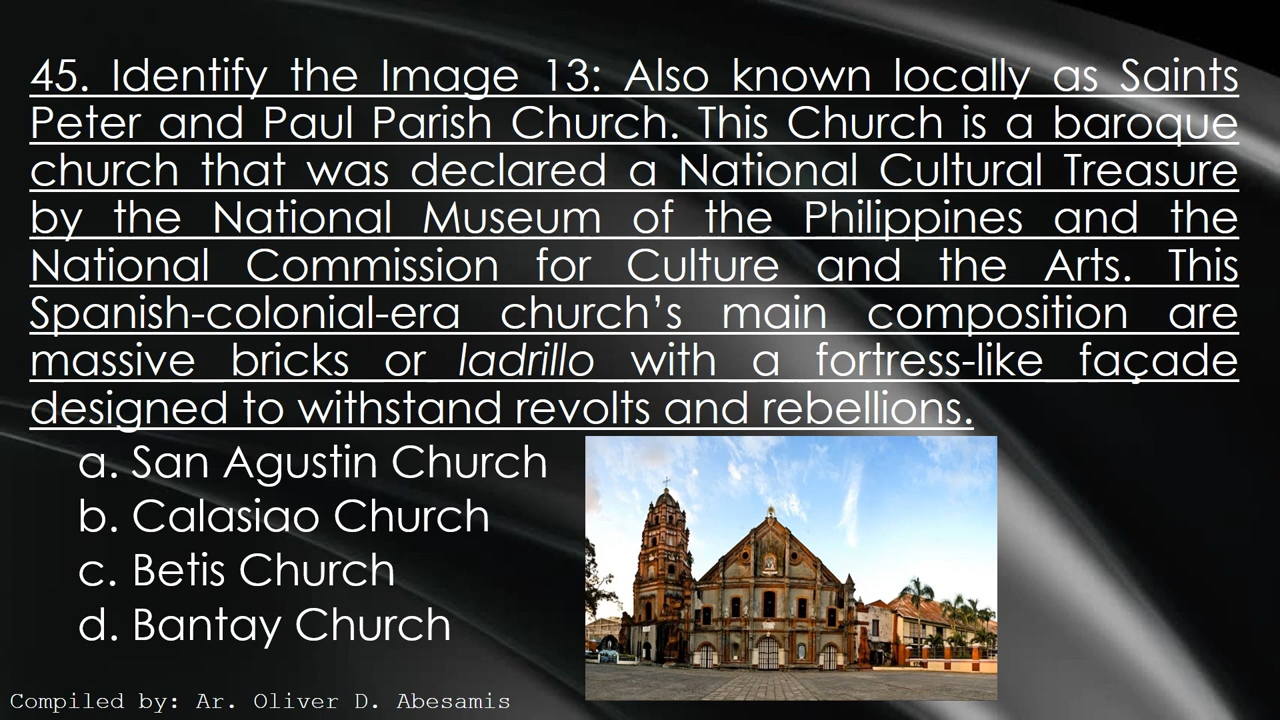 45. Identify the Image 13: Also known locally as Saints
Peter and Paul Parish Church. This Church is a baroque
church that was declared a National Cultural Treasure
by the National Museum of the Philippines and the
National Commission for Culture and the Arts. This
Spanish-colonial-era church’s main composition are
massive bricks or ladrillo with a fortress-like façade
designed to withstand revolts and rebellions.
a. San Agustin Church
b. Calasiao Church
c. Betis Church
d. Bantay Church
Compiled by: Ar. Oliver D. Abesamis